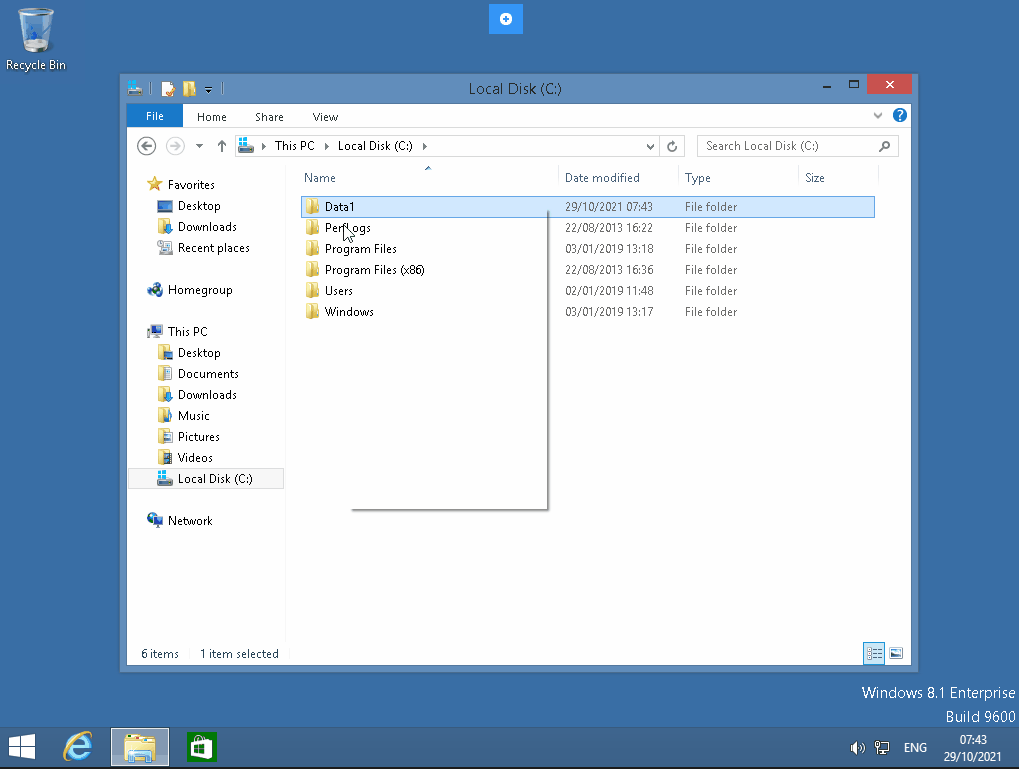 Recycle Bin
Local Disk (C:)
File Home Share View
This PC Local Disk (C:)
Search Local Disk (C:)
Name Date modified Type Size
Favorites
Desktop
Downloads
Recent places
Homegroup
This PC
Desktop
Documents
Downloads
Music
Pictures
Videos
Local Disk (C:)
Network
Data1 29/10/2021 07:43 File folder
PerfLogs 22/08/2013 16:22 File folder
Program Files 03/01/2019 13:18 File folder
Program Files (x86) 22/08/2013 16:36 File folder
Users 02/01/2019 11:48 File folder
Windows 03/01/2019 13:17 File folder
6 items 1 item selected
Windows 8.1 Enterprise
Build 9600
ENG
07:43
29/10/2021